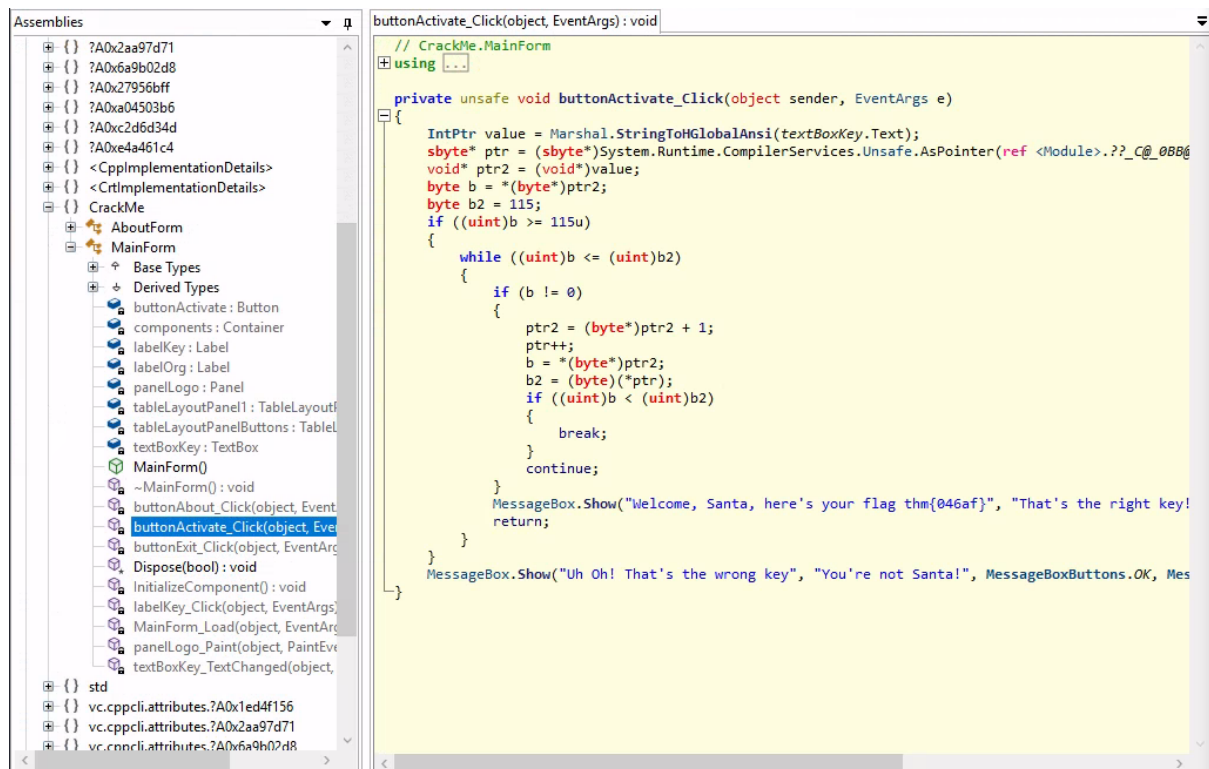 Assemblies
?A0x2aa97d71
?A0x6a9b02d8
?A0x27956bff
?A0xa04503b6
?A0xc2d6d34d
?A0xe4a461c4
<CppImplementationDetails>
<CrtImplementationDetails>
CrackMe
AboutForm
MainForm
Base Types
Derived Types
buttonActivate : Button
components : Container
labelKey : Label
labelOrg : Label
panelLogo : Panel
tableLayoutPanel1 : TableLayoutP
tableLayoutPanelButtons : TableL
textBoxKey : TextBox
MainForm()
~MainForm() : void
buttonAbout_Click(object, Event
buttonActivate_Click(object, Eve
buttonExit_Click(object, EventArg
Dispose(bool) : void
InitializeComponent() : void
labelKey_Click(object, EventArgs)
MainForm_Load(object, EventArg
panelLogo_Paint(object, PaintEve
textBoxKey_TextChanged(object,
std
vc.cppcli.attributes.?A0x1ed4f156
vc.cppcli.attributes.?A0x2aa97d71
vc.cppcli.attributes.?A0x6a9b02d8
buttonActivate_Click(object, EventArgs) : void
// CrackMe.MainForm
using ...
private unsafe void buttonActivate_Click(object sender, EventArgs e)
{
IntPtr value = Marshal.StringToHGlobalAnsi(textBoxKey.Text);
sbyte* ptr = (sbyte*)System.Runtime.CompilerServices.Unsafe.AsPointer(ref <Module>.??_C@_0BB@
void* ptr2 = (void*)value;
byte b = *(byte*)ptr2;
byte b2 = 115;
if ((uint)b >= 115u)
{
while ((uint)b <= (uint)b2)
{
if (b != 0)
{
ptr2 = (byte*)ptr2 + 1;
ptr++;
b = *(byte*)ptr2;
b2 = (byte)(*ptr);
if ((uint)b < (uint)b2)
{
break;
}
continue;
}
MessageBox.Show("Welcome, Santa, here's your flag thm{046af}", "That's the right key!
return;
}
}
MessageBox.Show("Uh Oh! That's the wrong key", "You're not Santa!", MessageBoxButtons.OK, Mes
}